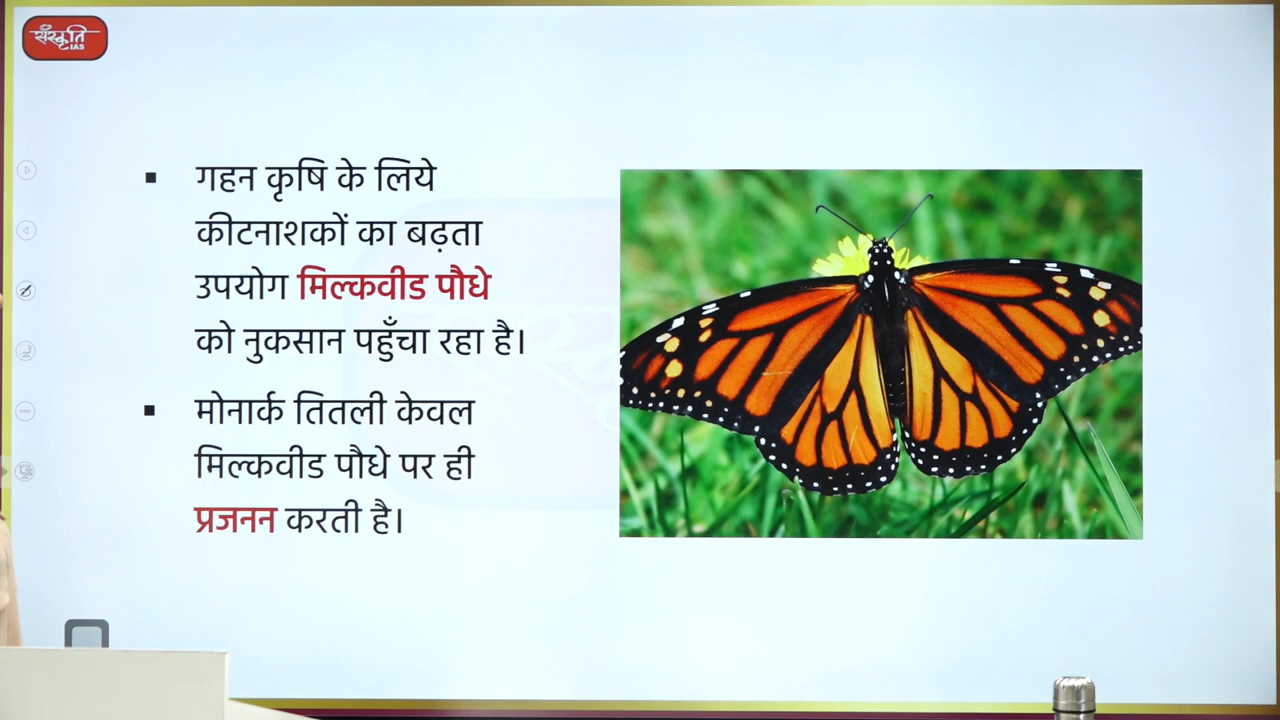 संस्कृति
IAS
गहन कृषि के लिये
कीटनाशकों का बढ़ता
उपयोग मिल्कवीड पौधे
को नुकसान पहुँचा रहा है।
मोनार्क तितली केवल
मिल्कवीड पौधे पर ही
प्रजनन करती है।